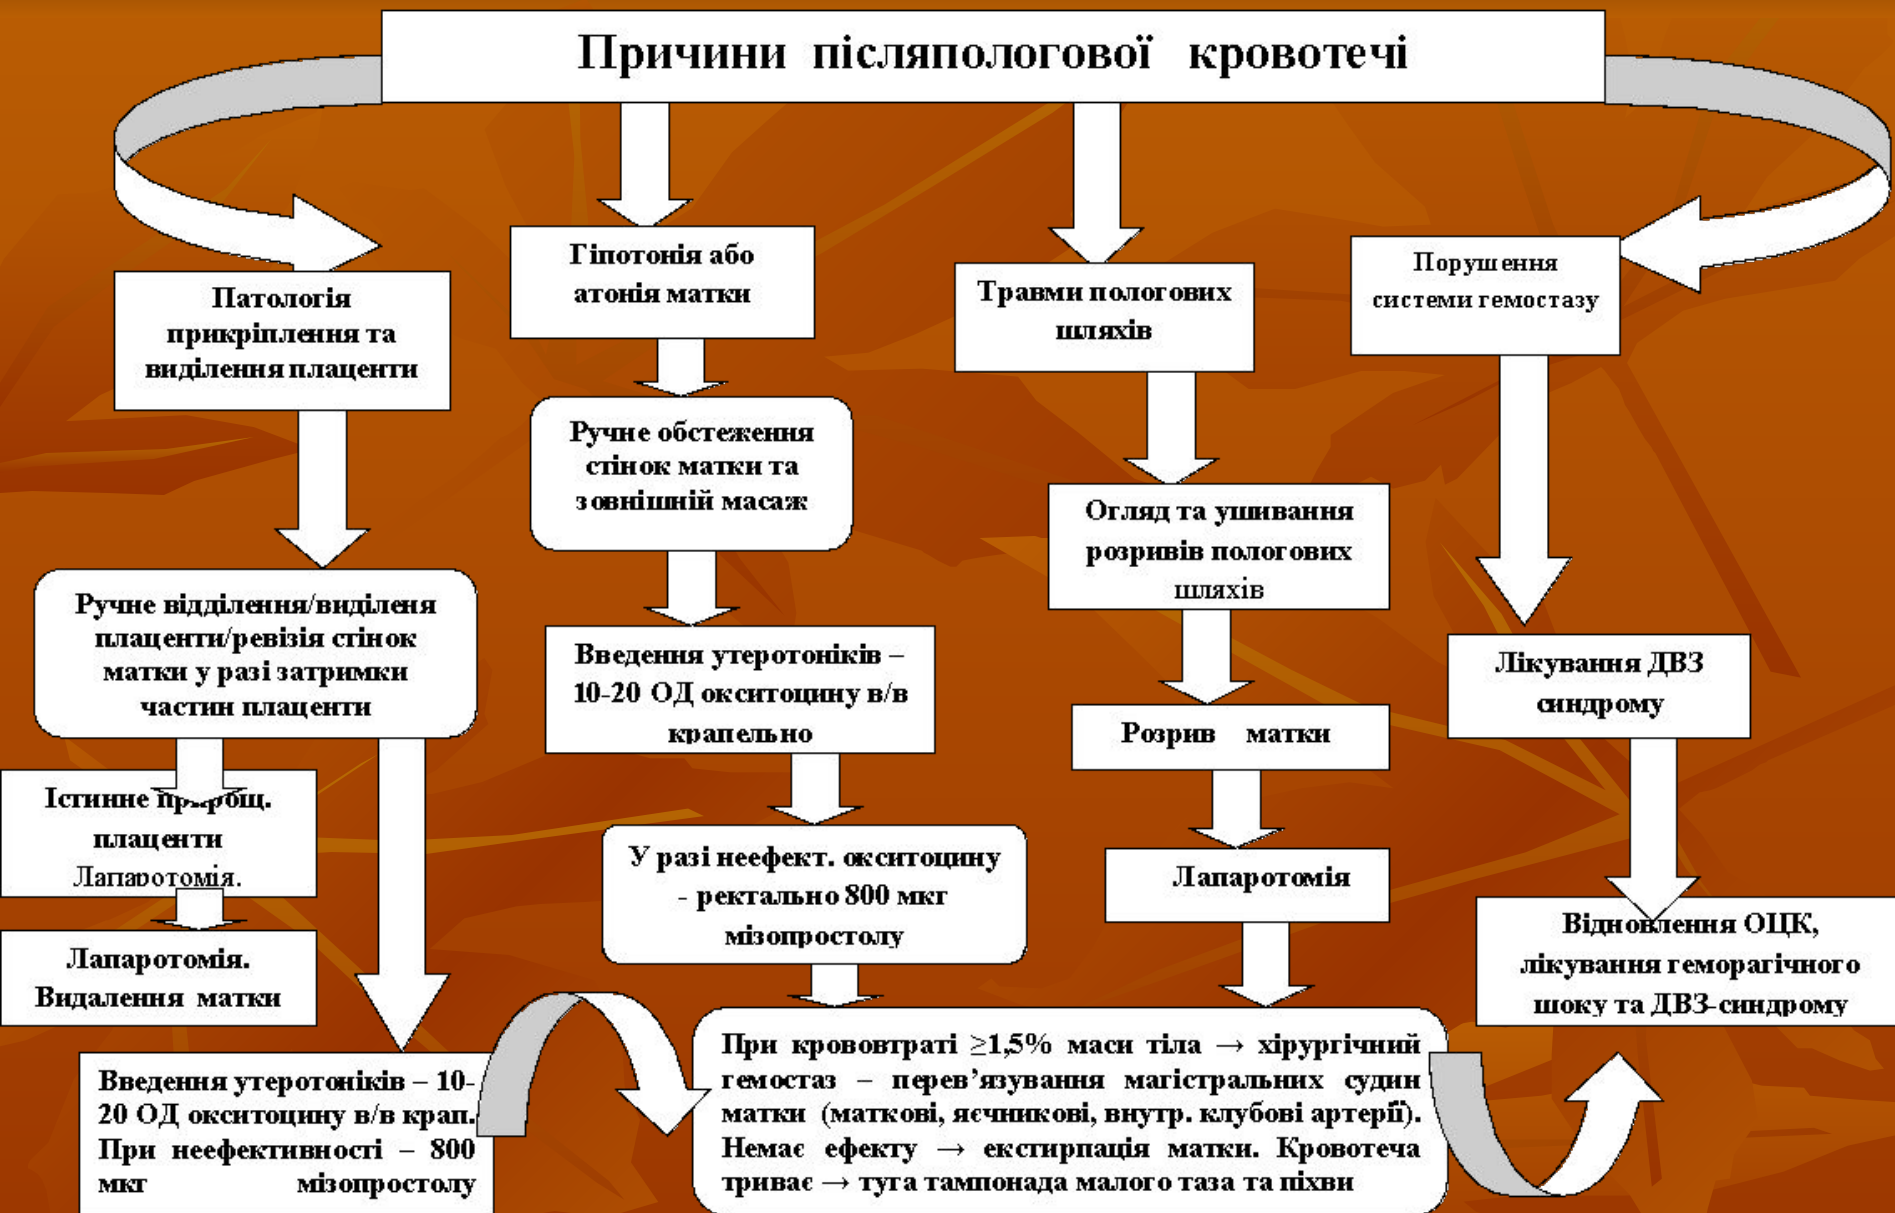 Причини післяпологової кровотечі
Патологія
прикріплення та
виділення плаценти
Ручне відділення/виділеня
плаценти/ревізія стінок
матки у разі затримки
частин плаценти
Істинне прирощ.
плаценти
Лапаротомія.
Лапаротомія.
Видалення матки
Введення утеротоніків – 10-
20 ОД окситоцину в/в крап.
При неефективності – 800
мкг мізопростолу
Гіпотонія або
атонія матки
Ручне обстеження
стінок матки та
зовнішній масаж
Введення утеротоніків –
10-20 ОД окситоцину в/в
крапельно
У разі неефект. окситоцину
- ректально 800 мкг
мізопростолу
Травми пологових
шляхів
Огляд та ушивання
розривів пологових
шляхів
Розрив матки
Лапаротомія
При крововтраті ≥1,5% маси тіла → хірургічний
гемостаз – перев’язування магістральних судин
матки (маткові, яєчникові, внутр. клубові артерії).
Немає ефекту → екстирпація матки. Кровотеча
триває → туга тампонада малого таза та піхви
Порушення
системи гемостазу
Лікування ДВЗ
синдрому
Відновлення ОЦК,
лікування геморагічного
шоку та ДВЗ-синдрому